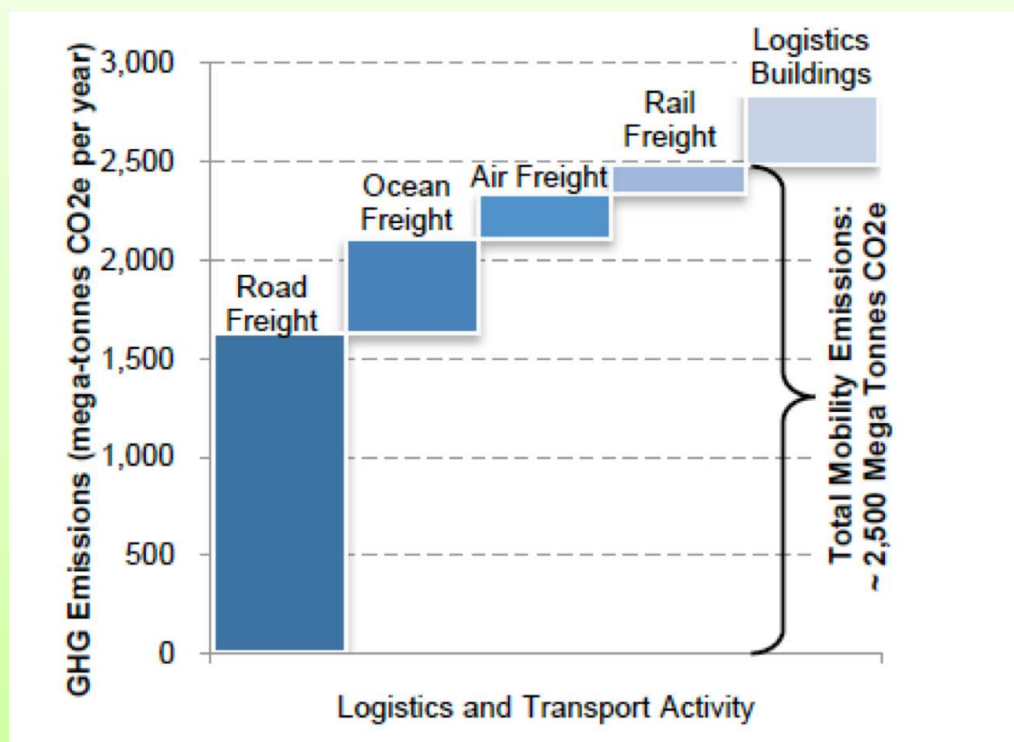 GHG Emissions (mega-tonnes CO2e per year)
3,000
2,500
2,000
1,500
1,000
500
0
Road
Freight
Ocean
Freight
Air Freight
Rail
Freight
Logistics
Buildings
Total Mobility Emissions:
~ 2,500 Mega Tonnes CO2e
Logistics and Transport Activity